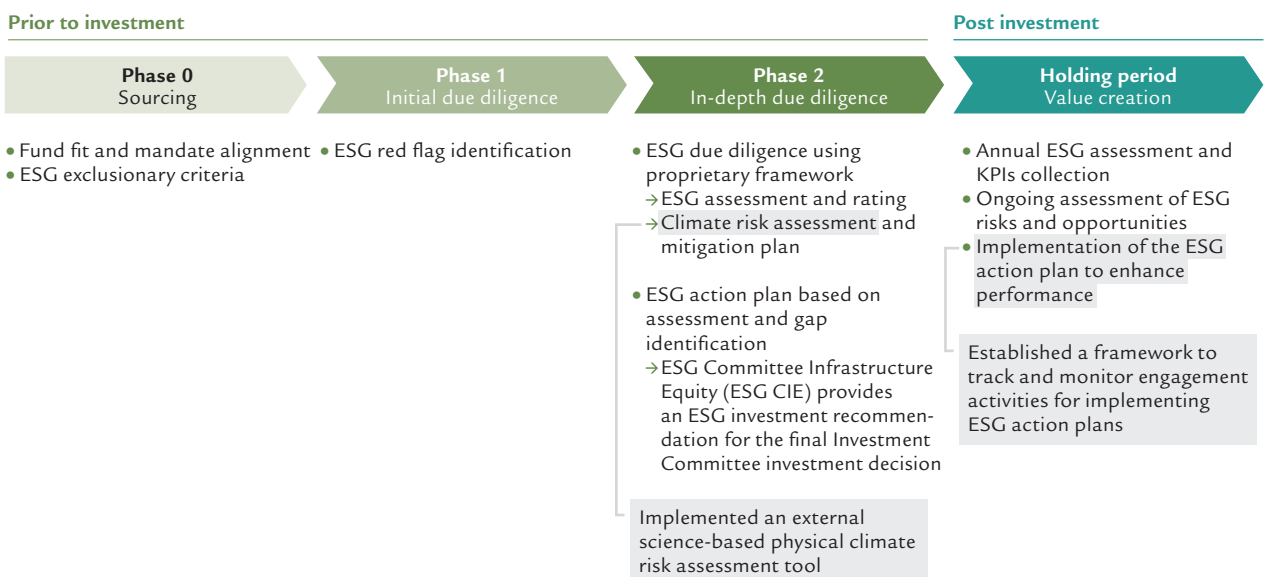 Prior to investment
Post investment
Phase 0
Sourcing
Phase 1
Initial due diligence
Phase 2
In-depth due diligence
Holding period
Value creation
• Fund fit and mandate alignment
• ESG exclusionary criteria
• ESG red flag identification
• ESG due diligence using
proprietary framework
→ ESG assessment and rating
→ Climate risk assessment and
mitigation plan
• ESG action plan based on
assessment and gap
identification
→ ESG Committee Infrastructure
Equity (ESG CIE) provides
an ESG investment recommen-
dation for the final Investment
Committee investment decision
Implemented an external
science-based physical climate
risk assessment tool
• Annual ESG assessment and
KPIs collection
• Ongoing assessment of ESG
risks and opportunities
• Implementation of the ESG
action plan to enhance
performance
Established a framework to
track and monitor engagement
activities for implementing
ESG action plans